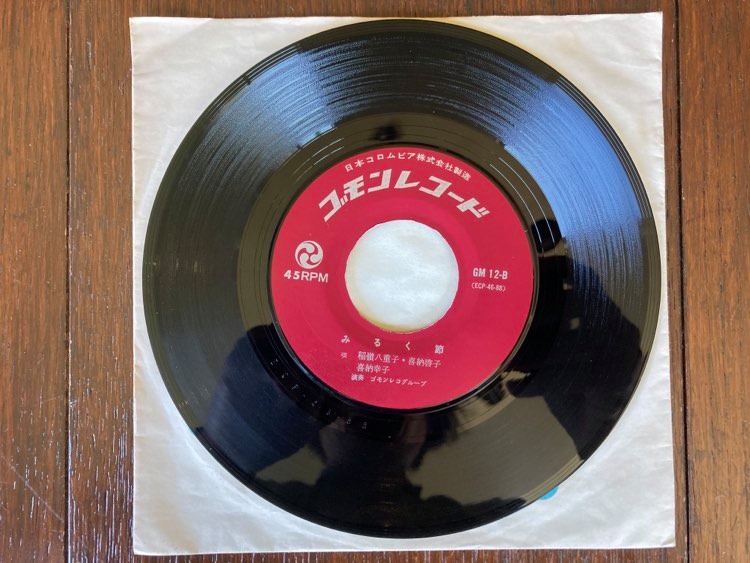 日本コロムビア株式会社製造
ゴモンレコード
45RPM
GM 12-B
(ECP-46-88)
みるく節
唄 稲嶺八重子・喜納啓子
喜納幸子
演奏 ゴモンレコグループ